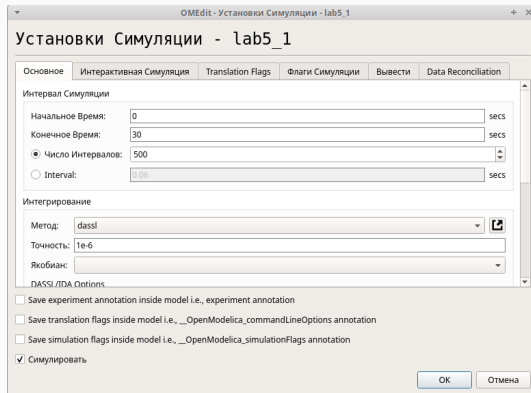 OMEdit - Установки Симуляции - lab5_1
Установки Симуляции - lab5_1
Основное Интерактивная Симуляция Translation Flags Флаги Симуляции Вывести Data Reconciliation
Интервал Симуляции
Начальное Время: 0 secs
Конечное Время: 30 secs
Число Интервалов: 500
Interval: 0.06 secs
Интегрирование
Метод: dassl
Точность: 1e-6
Якобиан:
DASSL/IDA Options
Save experiment annotation inside model i.e., experiment annotation
Save translation flags inside model i.e., __OpenModelica_commandLineOptions annotation
Save simulation flags inside model i.e., __OpenModelica_simulationFlags annotation
Симулировать
OK Отмена